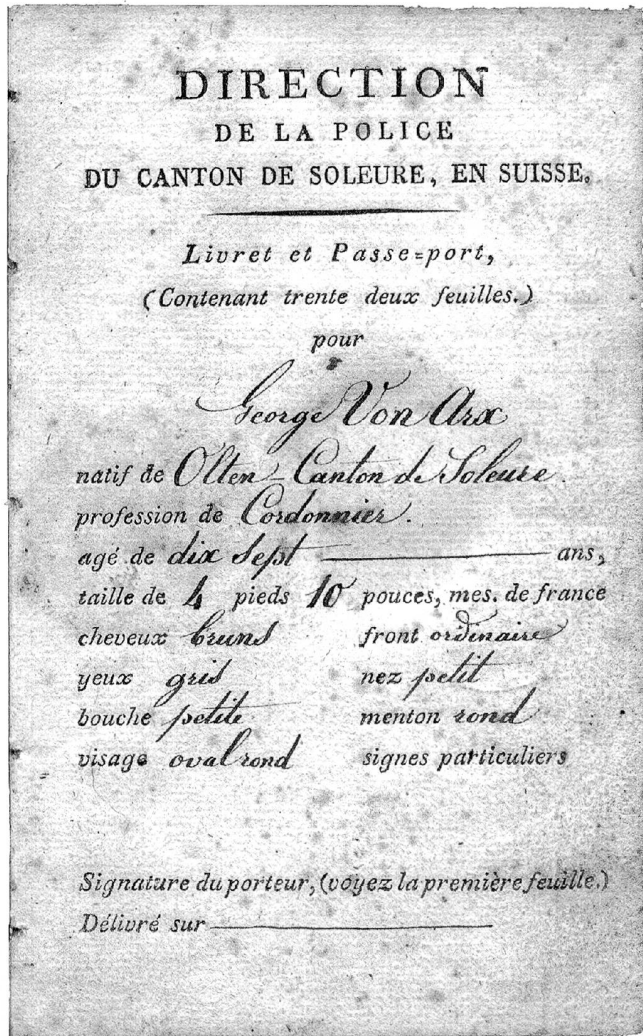 DIRECTION
DE LA POLICE
DU CANTON DE SOLEURE, EN SUISSE.
Livret et Passe=port,
(Contenant trente deux feuilles.)
pour
George Von Arx
natif de Olten - Canton de Soleure.
profession de Cordonnier.
agé de dix sept ans,
taille de 4 pieds 10 pouces, mes. de france
cheveux bruns front ordinaire
yeux gris nez petit
bouche petite menton rond
visage oval rond signes particuliers
Signature du porteur, (voyez la première feuille.)
Délivré sur